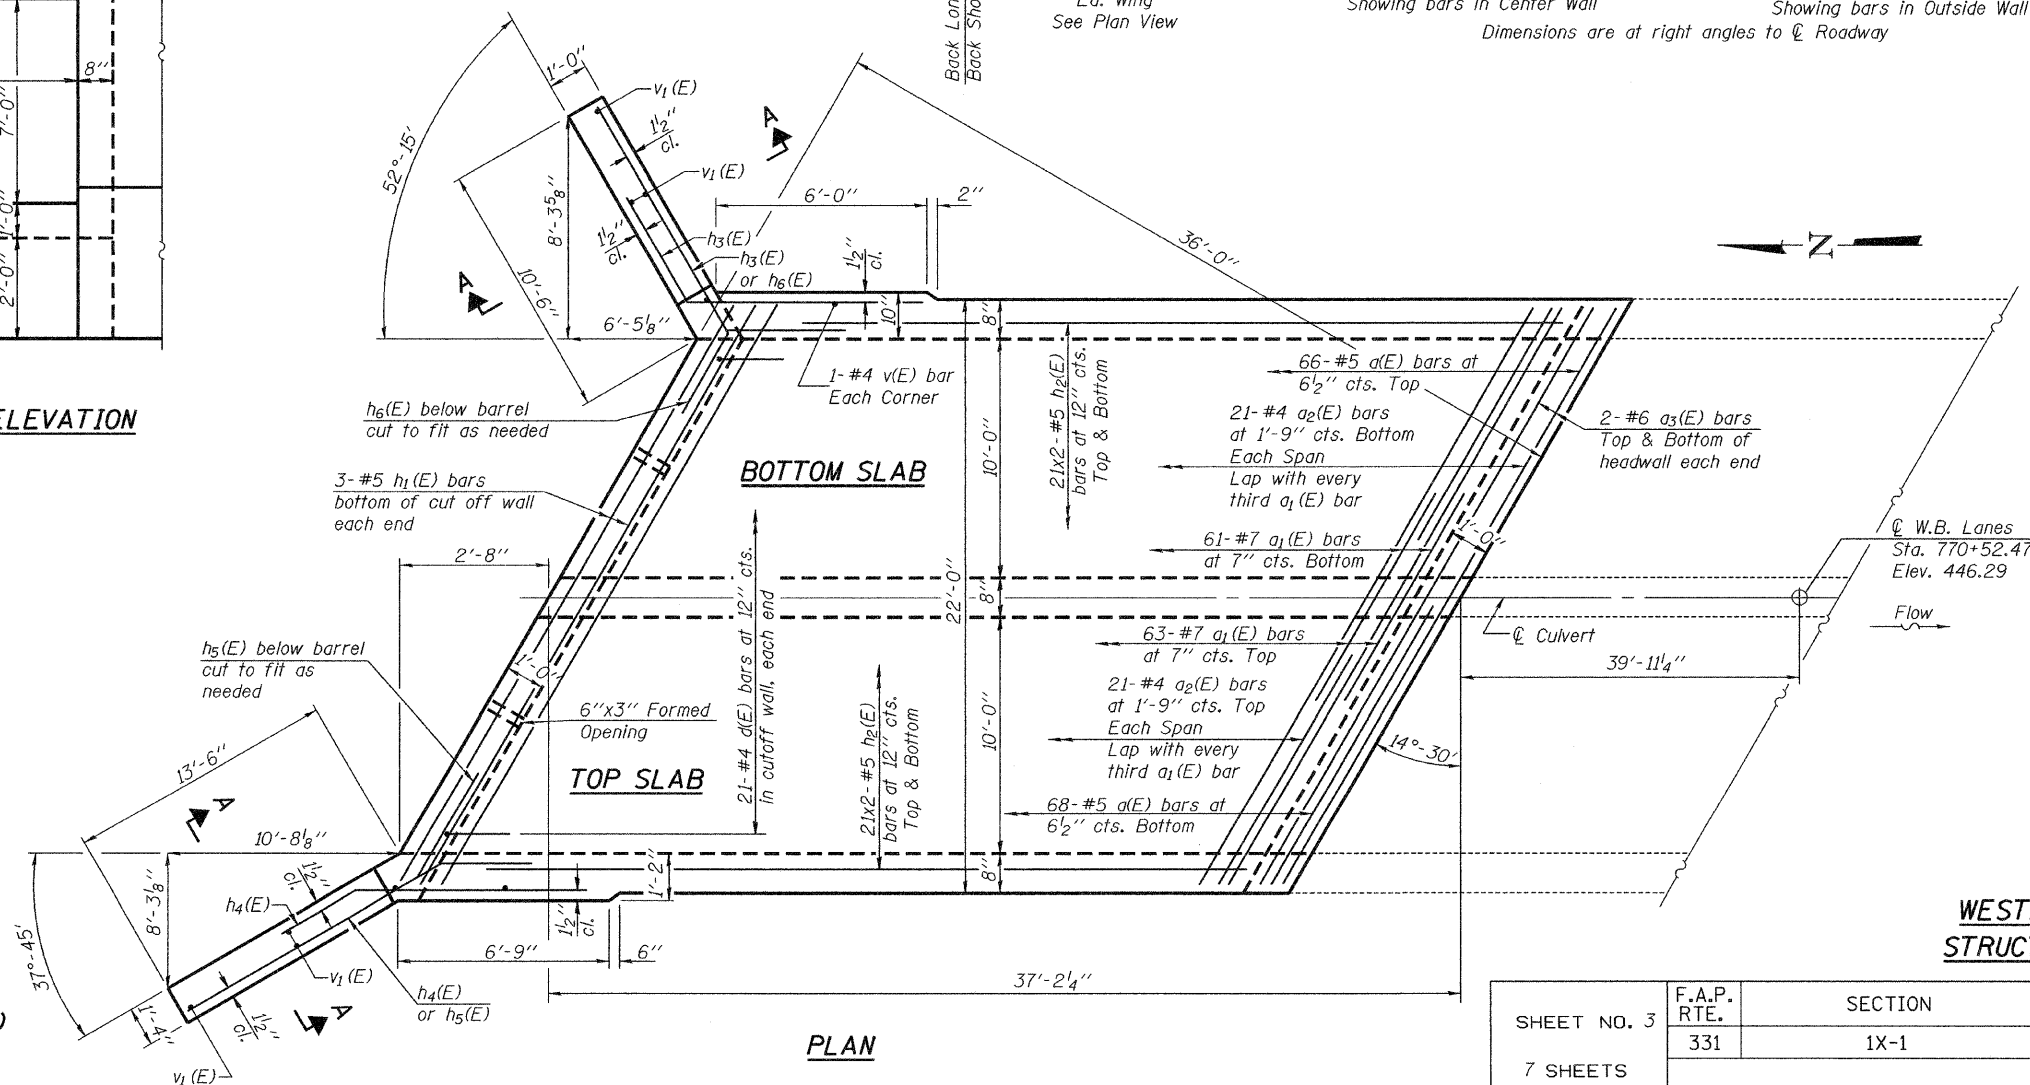 Ed. Wing
See Plan View
Showing bars in Center Wall
Showing bars in Outside Wall
Dimensions are at right angles to ℄ Roadway
8"
7'-0"
1'-0"
2'-0"
ELEVATION
1'-0"
v1(E)
1½"
cl.
52°-15'
A
v1(E)
6'-0"
2"
8'-3⅝"
1½"
cl.
h3(E)
h3(E)
or h6(E)
1½"
cl.
36'-0"
N
A
10'-6"
10"
6'-5⅛"
8"
1-#4 v(E) bar
Each Corner
h6(E) below barrel
cut to fit as needed
21x2-#5 h2(E)
bars at 12" cts.
Top & Bottom
66-#5 a(E) bars at
6½" cts. Top
21-#4 a2(E) bars
at 1'-9" cts. Bottom
Each Span
Lap with every
third a1(E) bar
2-#6 a3(E) bars
Top & Bottom of
headwall each end
10'-0"
BOTTOM SLAB
3-#5 h1(E) bars
bottom of cut off wall
each end
61-#7 a1(E) bars
at 7" cts. Bottom
1'-0"
℄ W.B. Lanes
Sta. 770+52.47
Elev. 446.29
2'-8"
22'-0"
8"
Flow
℄ Culvert
63-#7 a1(E) bars
at 7" cts. Top
39'-11¼"
h5(E) below barrel
cut to fit as
needed
1'-0"
6"x3" Formed
Opening
21-#4 d(E) bars at 12" cts.
in cutoff wall, each end
21-#4 a2(E) bars
at 1'-9" cts. Top
Each Span
Lap with every
third a1(E) bar
10'-0"
14°-30'
13'-6"
TOP SLAB
21x2-#5 h2(E)
bars at 12" cts.
Top & Bottom
68-#5 a(E) bars at
6½" cts. Bottom
A
10'-8⅛"
1½"
cl.
1'-2"
8"
8'-3⅛"
h4(E)
1½"
cl.
37°-45'
6'-9"
6"
v1(E)
37'-2¼"
h4(E)
or h5(E)
1'-4"
1½"
cl.
A
v1(E)
PLAN
SHEET NO. 3
7 SHEETS
F.A.P.
RTE.
SECTION
331
1X-1